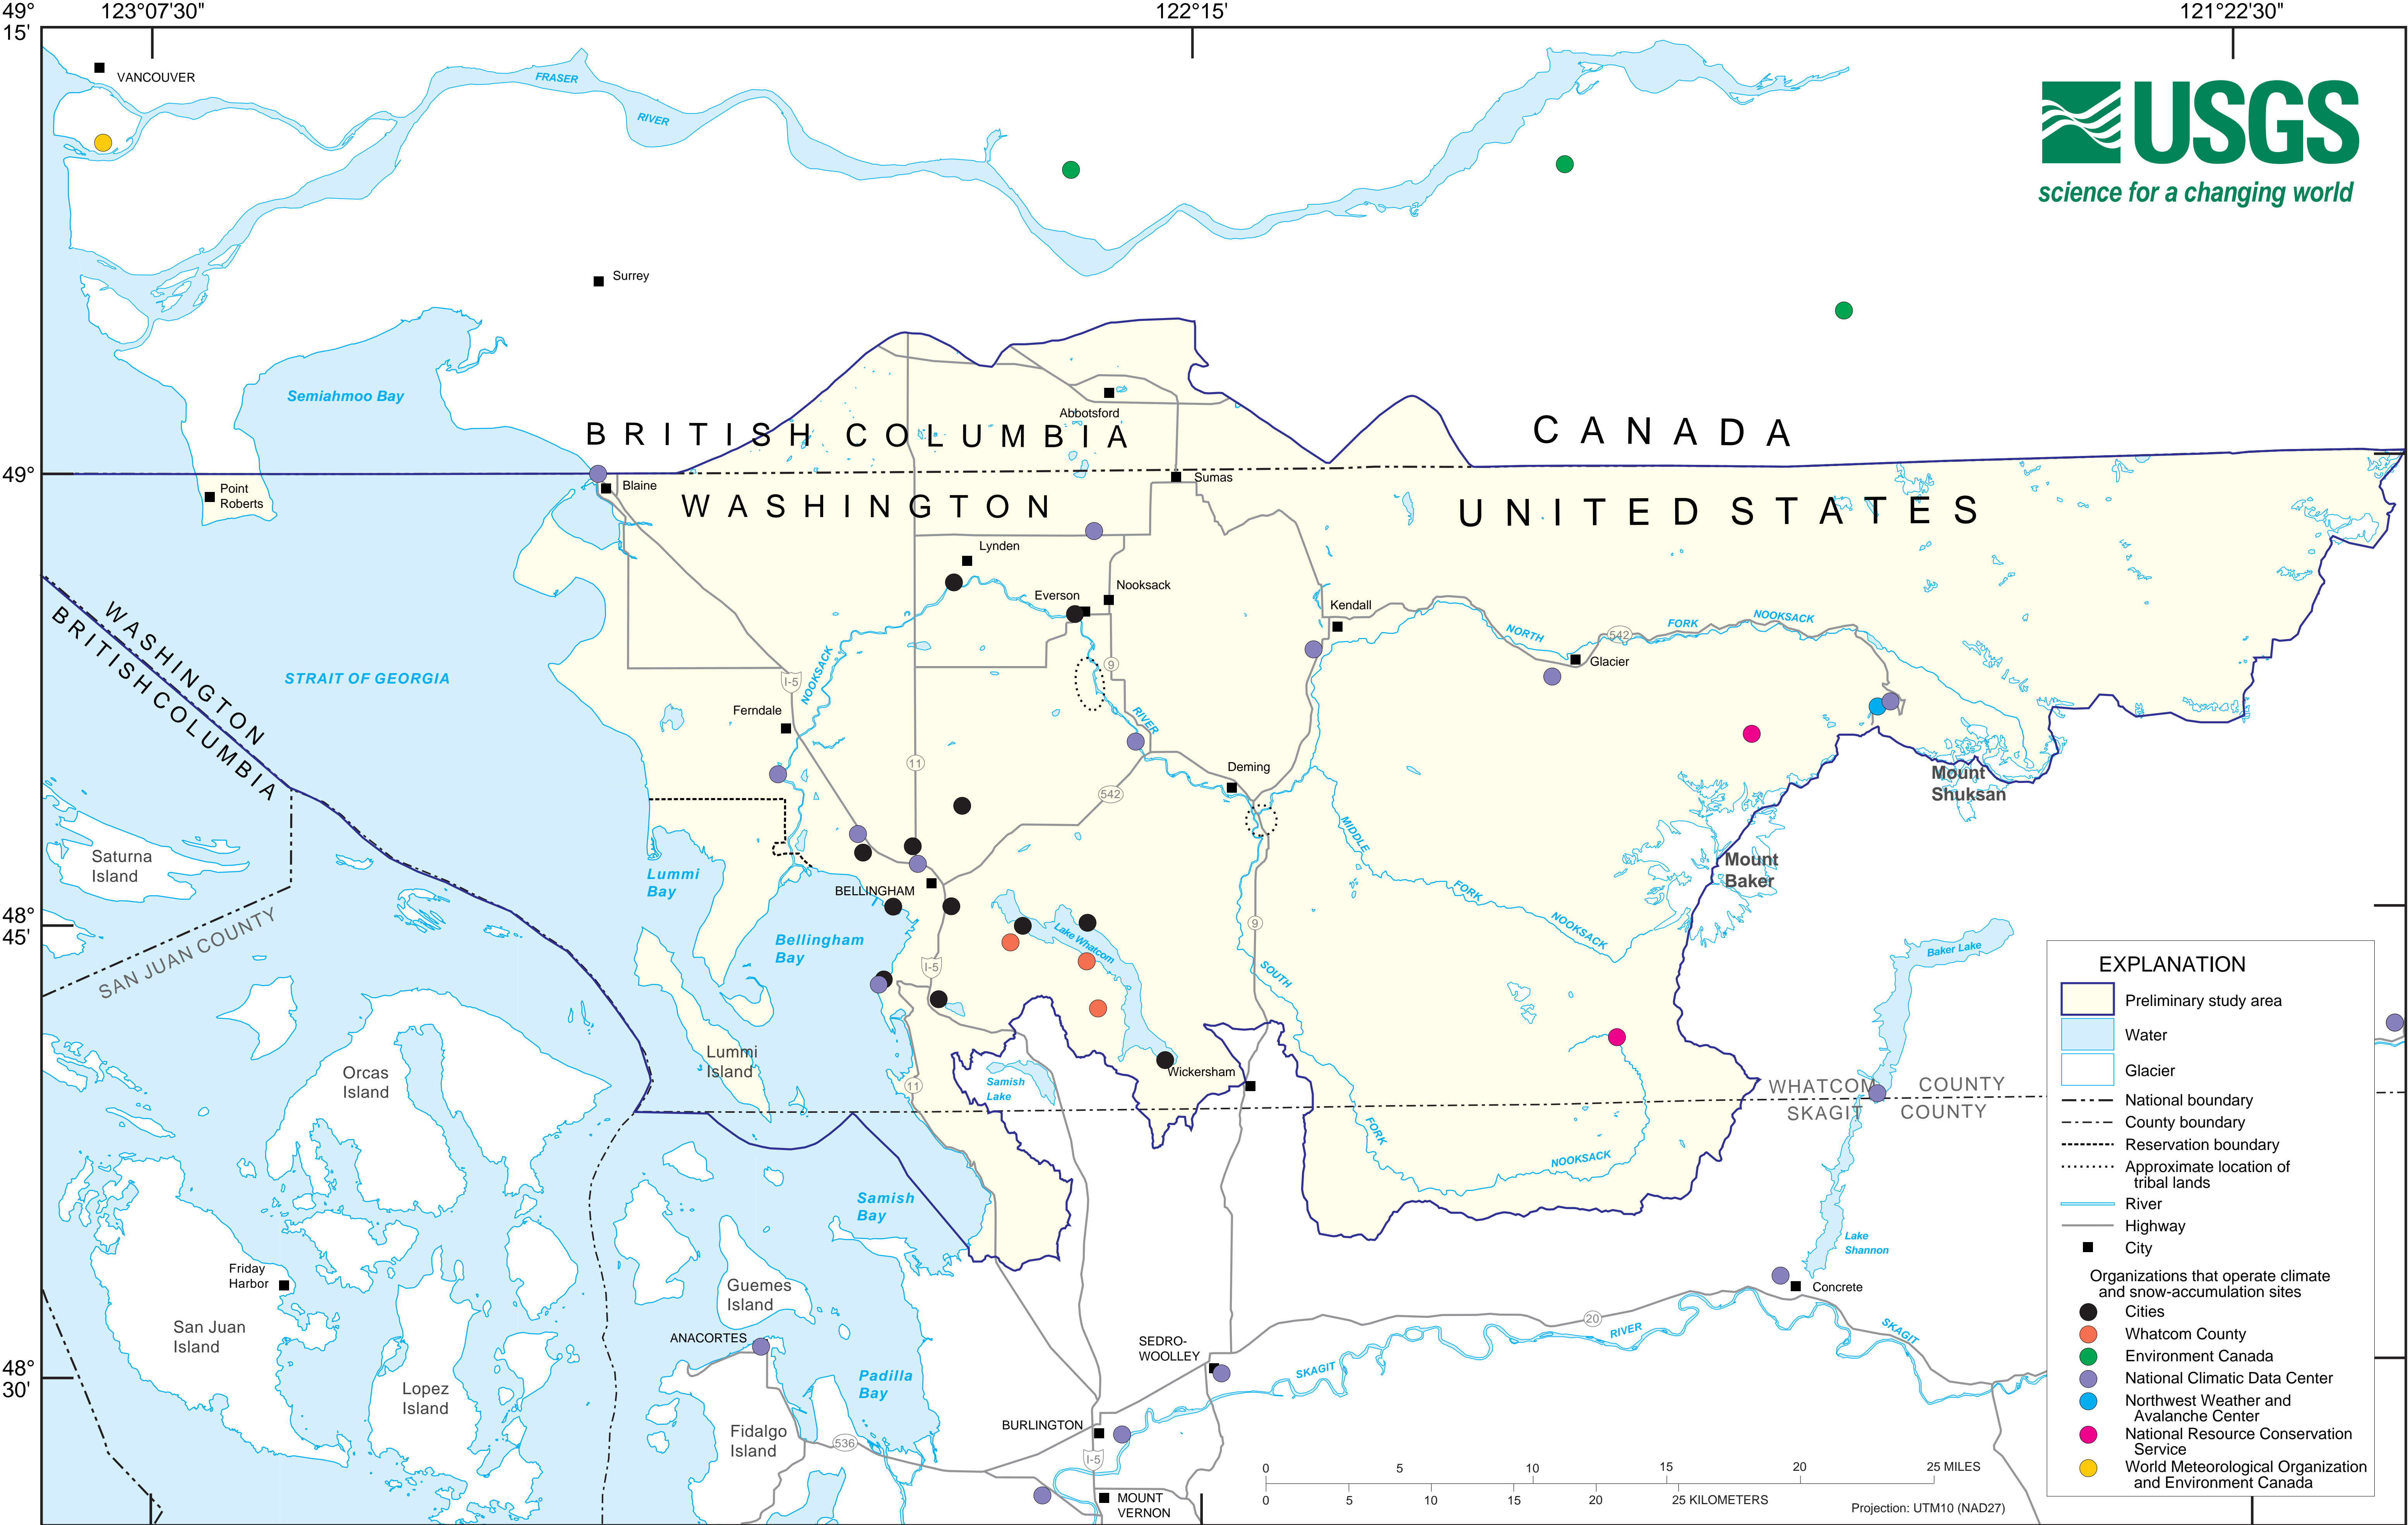 49°
15'
123°07'30"
122°15'
121°22'30"
VANCOUVER
FRASER
RIVER
USGS
science for a changing world
Surrey
Semiahmoo Bay
Abbotsford
BRITISH COLUMBIA
CANADA
49°
Point
Roberts
Blaine
Sumas
WASHINGTON
UNITED STATES
Lynden
Everson
Nooksack
Kendall
WASHINGTON
BRITISH COLUMBIA
STRAIT OF GEORGIA
NORTH
FORK
NOOKSACK
542
Glacier
9
I-5
NOOKSACK
RIVER
Ferndale
11
542
Deming
Mount
Shuksan
MIDDLE
FORK
NOOKSACK
Mount
Baker
Saturna
Island
Lummi
Bay
BELLINGHAM
48°
45'
SAN JUAN COUNTY
Bellingham
Bay
Lake Whatcom
I-5
9
SOUTH
Baker Lake
Lummi
Island
Orcas
Island
11
Samish
Lake
Wickersham
WHATCOM COUNTY
SKAGIT COUNTY
FORK
NOOKSACK
Samish
Bay
Lake
Shannon
Friday
Harbor
Guemes
Island
Concrete
San Juan
Island
ANACORTES
SEDRO-
WOOLLEY
20
RIVER
SKAGIT
SKAGIT
48°
30'
Lopez
Island
Padilla
Bay
Fidalgo
Island
536
BURLINGTON
I-5
MOUNT
VERNON
0 5 10 15 20 25 MILES
0 5 10 15 20 25 KILOMETERS
Projection: UTM10 (NAD27)
EXPLANATION
Preliminary study area
Water
Glacier
National boundary
County boundary
Reservation boundary
Approximate location of
tribal lands
River
Highway
City
Organizations that operate climate
and snow-accumulation sites
Cities
Whatcom County
Environment Canada
National Climatic Data Center
Northwest Weather and
Avalanche Center
National Resource Conservation
Service
World Meteorological Organization
and Environment Canada